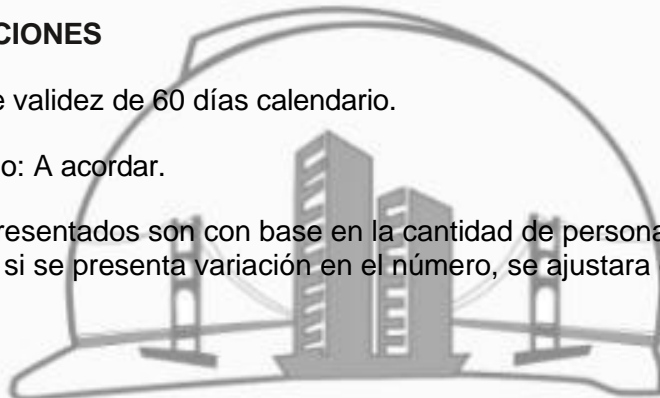 CIONES
e validez de 60 días calendario.
o: A acordar.
resentados son con base en la cantidad de persona
si se presenta variación en el número, se ajustara